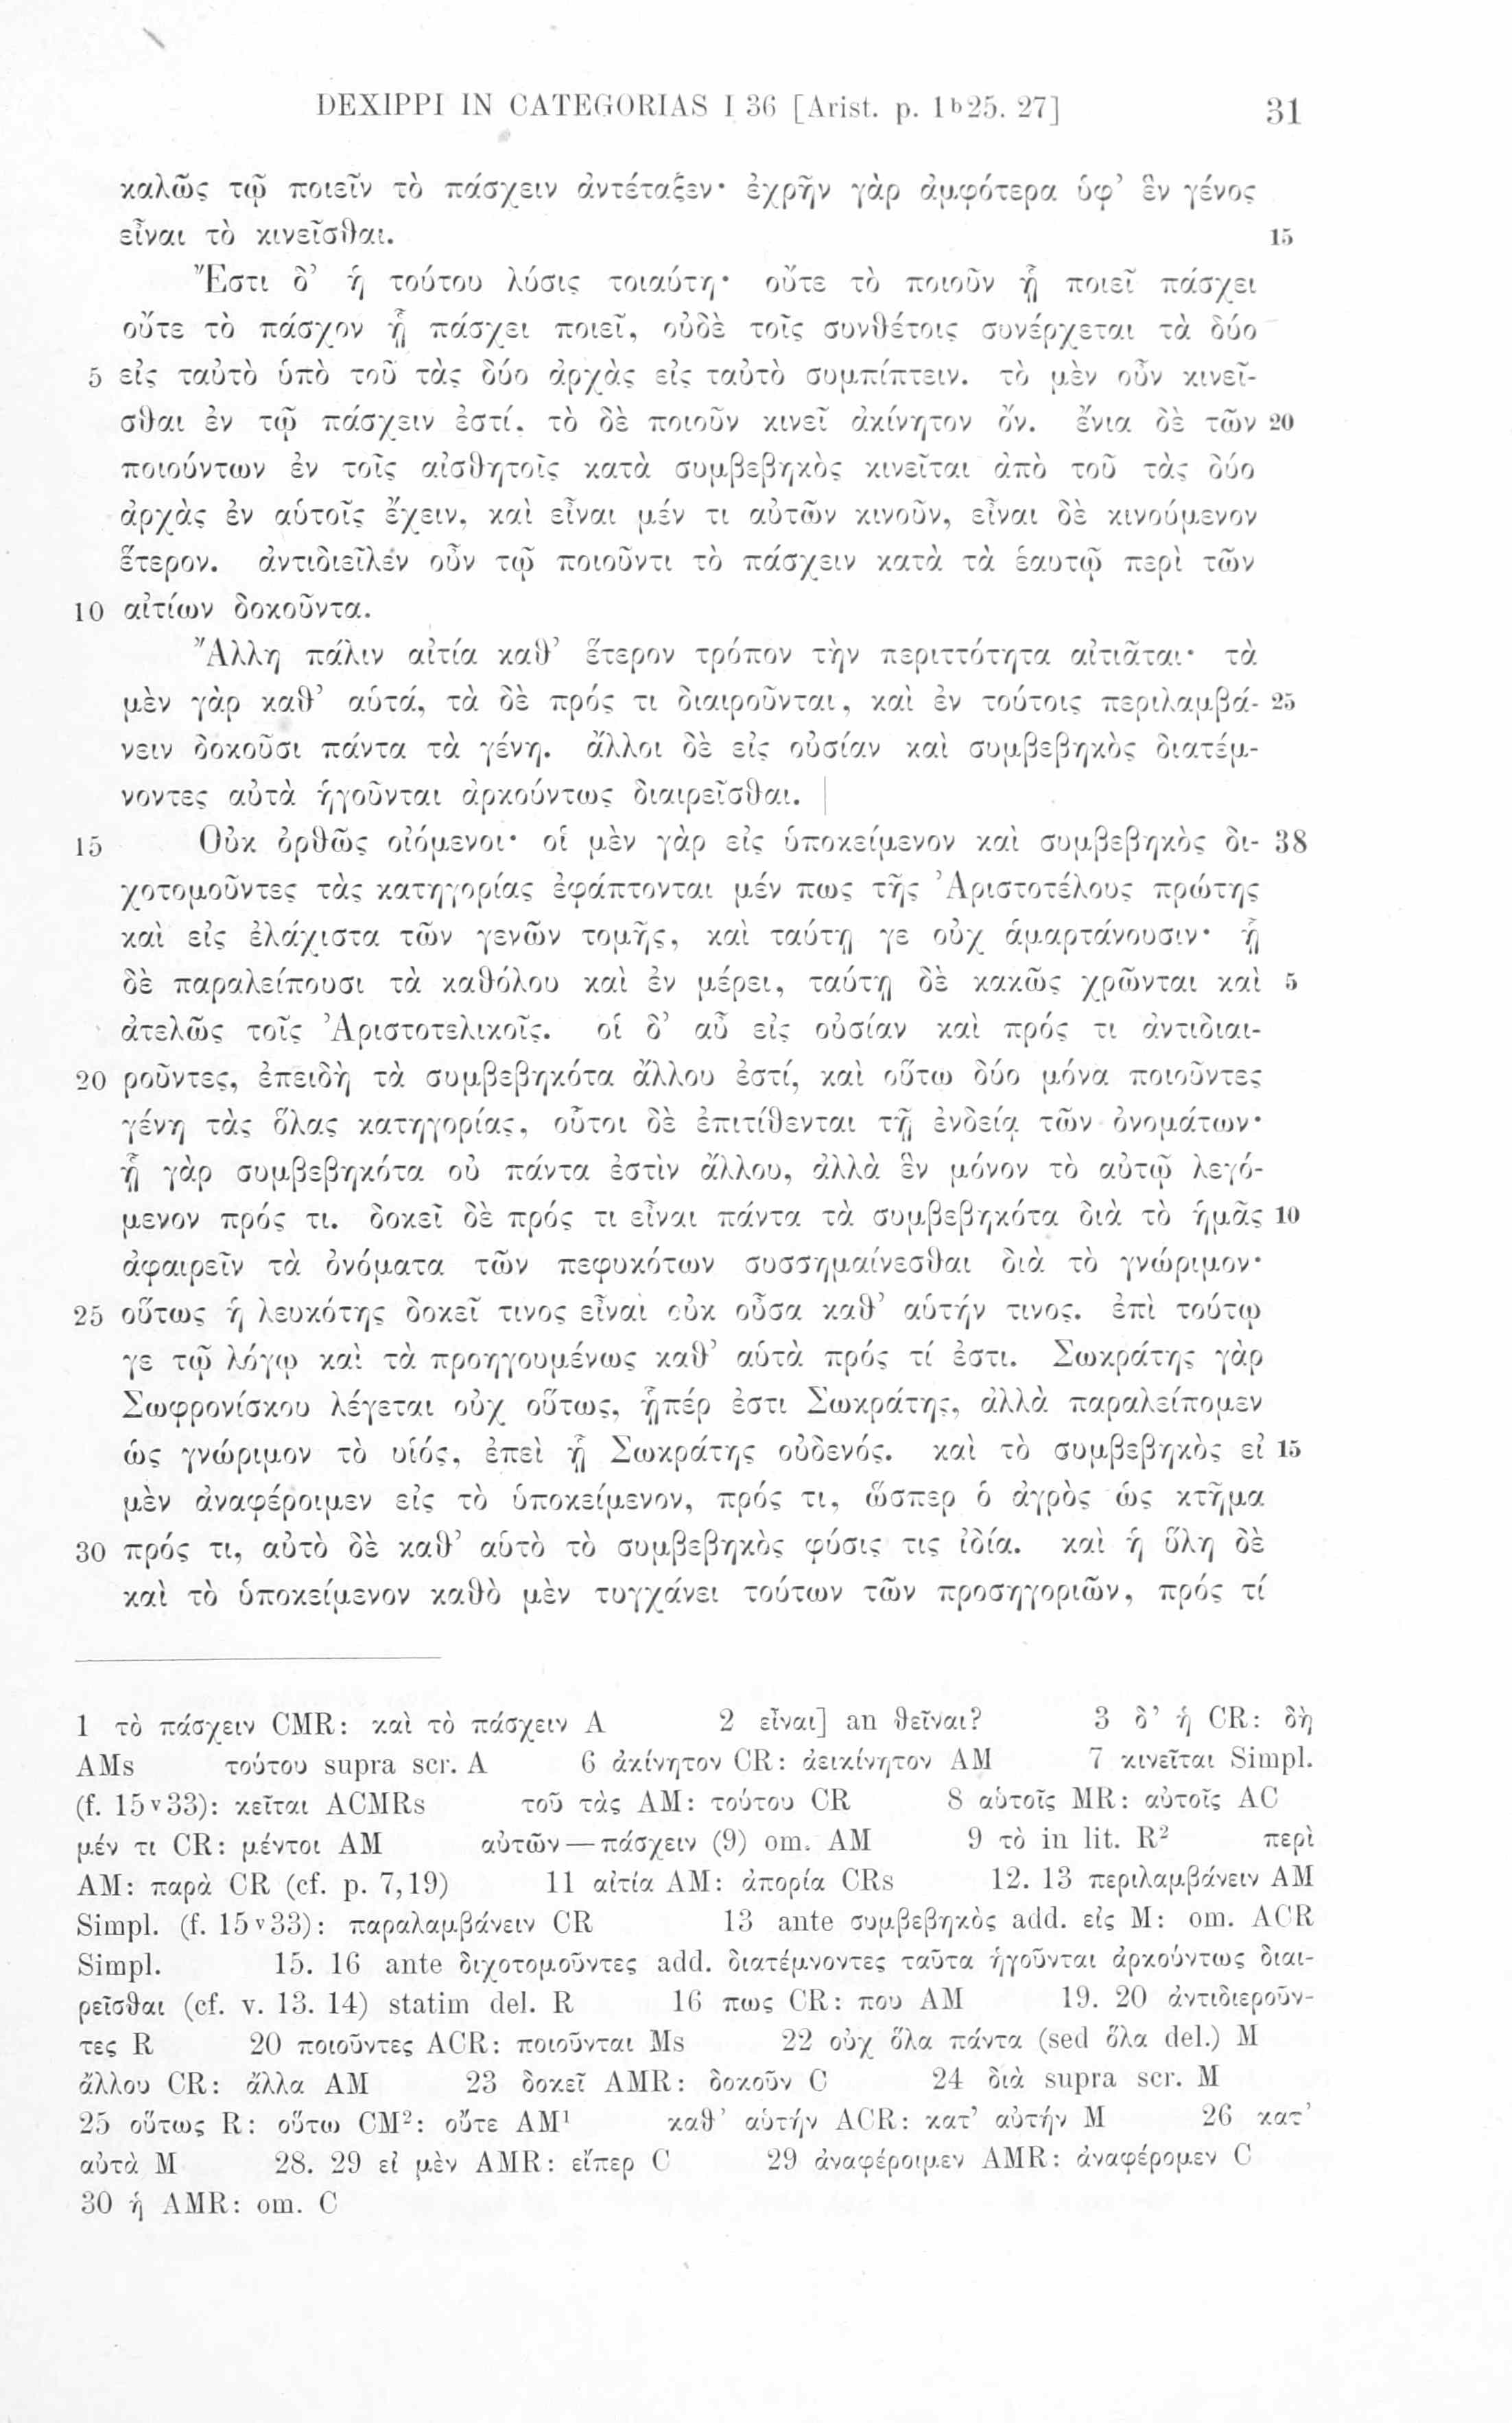 DEXIPPI IN CATEGORIAS I 36 [Arist. p. 1b25. 27] 31
καλῶς τῷ ποιεῖν τὸ πάσχειν ἀντέταξεν· ἐχρῆν γὰρ ἀμφότερα ὑφ’ ἓν γένος
εἶναι τὸ κινεῖσθαι. 15
Ἔστι δ’ ἡ τούτου λύσις τοιαύτη· οὔτε τὸ ποιοῦν ᾗ ποιεῖ πάσχει
οὔτε τὸ πάσχον ᾗ πάσχει ποιεῖ, οὐδὲ τοῖς συνθέτοις συνέρχεται τὰ δύο
5 εἰς ταὐτὸ ὑπὸ τοῦ τὰς δύο ἀρχὰς εἰς ταὐτὸ συμπίπτειν. τὸ μὲν οὖν κινεῖ-
σθαι ἐν τῷ πάσχειν ἐστί, τὸ δὲ ποιοῦν κινεῖ ἀκίνητον ὄν. ἔνια δὲ τῶν 20
ποιούντων ἐν τοῖς αἰσθητοῖς κατὰ συμβεβηκὸς κινεῖται ἀπὸ τοῦ τὰς δύο
ἀρχὰς ἐν αὑτοῖς ἔχειν, καὶ εἶναι μέν τι αὐτῶν κινοῦν, εἶναι δὲ κινούμενον
ἕτερον. ἀντιδιεῖλεν οὖν τῷ ποιοῦντι τὸ πάσχειν κατὰ τὰ ἑαυτῷ περὶ τῶν
10 αἰτίων δοκοῦντα.
Ἄλλη πάλιν αἰτία καθ’ ἕτερον τρόπον τὴν περιττότητα αἰτιᾶται· τὰ
μὲν γὰρ καθ’ αὑτά, τὰ δὲ πρός τι διαιροῦνται, καὶ ἐν τούτοις περιλαμβά- 25
νειν δοκοῦσι πάντα τὰ γένη. ἄλλοι δὲ εἰς οὐσίαν καὶ συμβεβηκὸς διατέμ-
νοντες αὐτὰ ἡγοῦνται ἀρκούντως διαιρεῖσθαι. |
15 Οὐκ ὀρθῶς οἰόμενοι· οἱ μὲν γὰρ εἰς ὑποκείμενον καὶ συμβεβηκὸς δι- 38
χοτομοῦντες τὰς κατηγορίας ἐφάπτονται μέν πως τῆς Ἀριστοτέλους πρώτης
καὶ εἰς ἐλάχιστα τῶν γενῶν τομῆς, καὶ ταύτῃ γε οὐχ ἁμαρτάνουσιν· ᾗ
δὲ παραλείπουσι τὰ καθόλου καὶ ἐν μέρει, ταύτῃ δὲ κακῶς χρῶνται καὶ 5
ἀτελῶς τοῖς Ἀριστοτελικοῖς. οἱ δ’ αὖ εἰς οὐσίαν καὶ πρός τι ἀντιδιαι-
20 ροῦντες, ἐπειδὴ τὰ συμβεβηκότα ἄλλου ἐστί, καὶ οὕτω δύο μόνα ποιοῦντες
γένη τὰς ὅλας κατηγορίας, οὗτοι δὲ ἐπιτίθενται τῇ ἐνδείᾳ τῶν ὀνομάτων·
ᾗ γὰρ συμβεβηκότα οὐ πάντα ἐστὶν ἄλλου, ἀλλὰ ἓν μόνον τὸ αὐτῷ λεγό-
μενον πρός τι. δοκεῖ δὲ πρός τι εἶναι πάντα τὰ συμβεβηκότα διὰ τὸ ἡμᾶς 10
ἀφαιρεῖν τὰ ὀνόματα τῶν πεφυκότων συσσημαίνεσθαι διὰ τὸ γνώριμον·
25 οὕτως ἡ λευκότης δοκεῖ τινος εἶναι οὐκ οὖσα καθ’ αὑτήν τινος. ἐπὶ τούτῳ
γε τῷ λόγῳ καὶ τὰ προηγουμένως καθ’ αὑτὰ πρός τί ἐστι. Σωκράτης γὰρ
Σωφρονίσκου λέγεται οὐχ οὕτως, ᾗπέρ ἐστι Σωκράτης, ἀλλὰ παραλείπομεν
ὡς γνώριμον τὸ υἱός, ἐπεὶ ᾗ Σωκράτης οὐδενός. καὶ τὸ συμβεβηκὸς εἰ 15
μὲν ἀναφέροιμεν εἰς τὸ ὑποκείμενον, πρός τι, ὥσπερ ὁ ἀγρὸς ὡς κτῆμα
30 πρός τι, αὐτὸ δὲ καθ’ αὑτὸ τὸ συμβεβηκὸς φύσις τις ἰδία. καὶ ἡ ὕλη δὲ
καὶ τὸ ὑποκείμενον καθὸ μὲν τυγχάνει τούτων τῶν προσηγοριῶν, πρός τί
1 τὸ πάσχειν CMR: καὶ τὸ πάσχειν A 2 εἶναι] an θεῖναι? 3 δ’ ἡ CR: δὴ
AMs τούτου supra scr. A 6 ἀκίνητον CR: ἀεικίνητον AM 7 κινεῖται Simpl.
(f. 15v33): κεῖται ACMRs τοῦ τὰς AM: τούτου CR 8 αὑτοῖς MR: αὐτοῖς AC
μέν τι CR: μέντοι AM αὐτῶν—πάσχειν (9) om. AM 9 τὸ in lit. R² περὶ
AM: παρὰ CR (cf. p. 7,19) 11 αἰτία AM: ἀπορία CRs 12. 13 περιλαμβάνειν AM
Simpl. (f. 15v33): παραλαμβάνειν CR 13 ante συμβεβηκὸς add. εἰς M: om. ACR
Simpl. 15. 16 ante διχοτομοῦντες add. διατέμνοντες ταῦτα ἡγοῦνται ἀρκούντως διαι-
ρεῖσθαι (cf. v. 13. 14) statim del. R 16 πως CR: που AM 19. 20 ἀντιδιεροῦν-
τες R 20 ποιοῦντες ACR: ποιοῦνται Ms 22 οὐχ ὅλα πάντα (sed ὅλα del.) M
ἄλλου CR: ἄλλα AM 23 δοκεῖ AMR: δοκοῦν C 24 διὰ supra scr. M
25 οὕτως R: οὕτω CM²: οὔτε AM¹ καθ’ αὑτήν ACR: κατ’ αὐτήν M 26 κατ’
αὐτὰ M 28. 29 εἰ μὲν AMR: εἴπερ C 29 ἀναφέροιμεν AMR: ἀναφέρομεν C
30 ἡ AMR: om. C